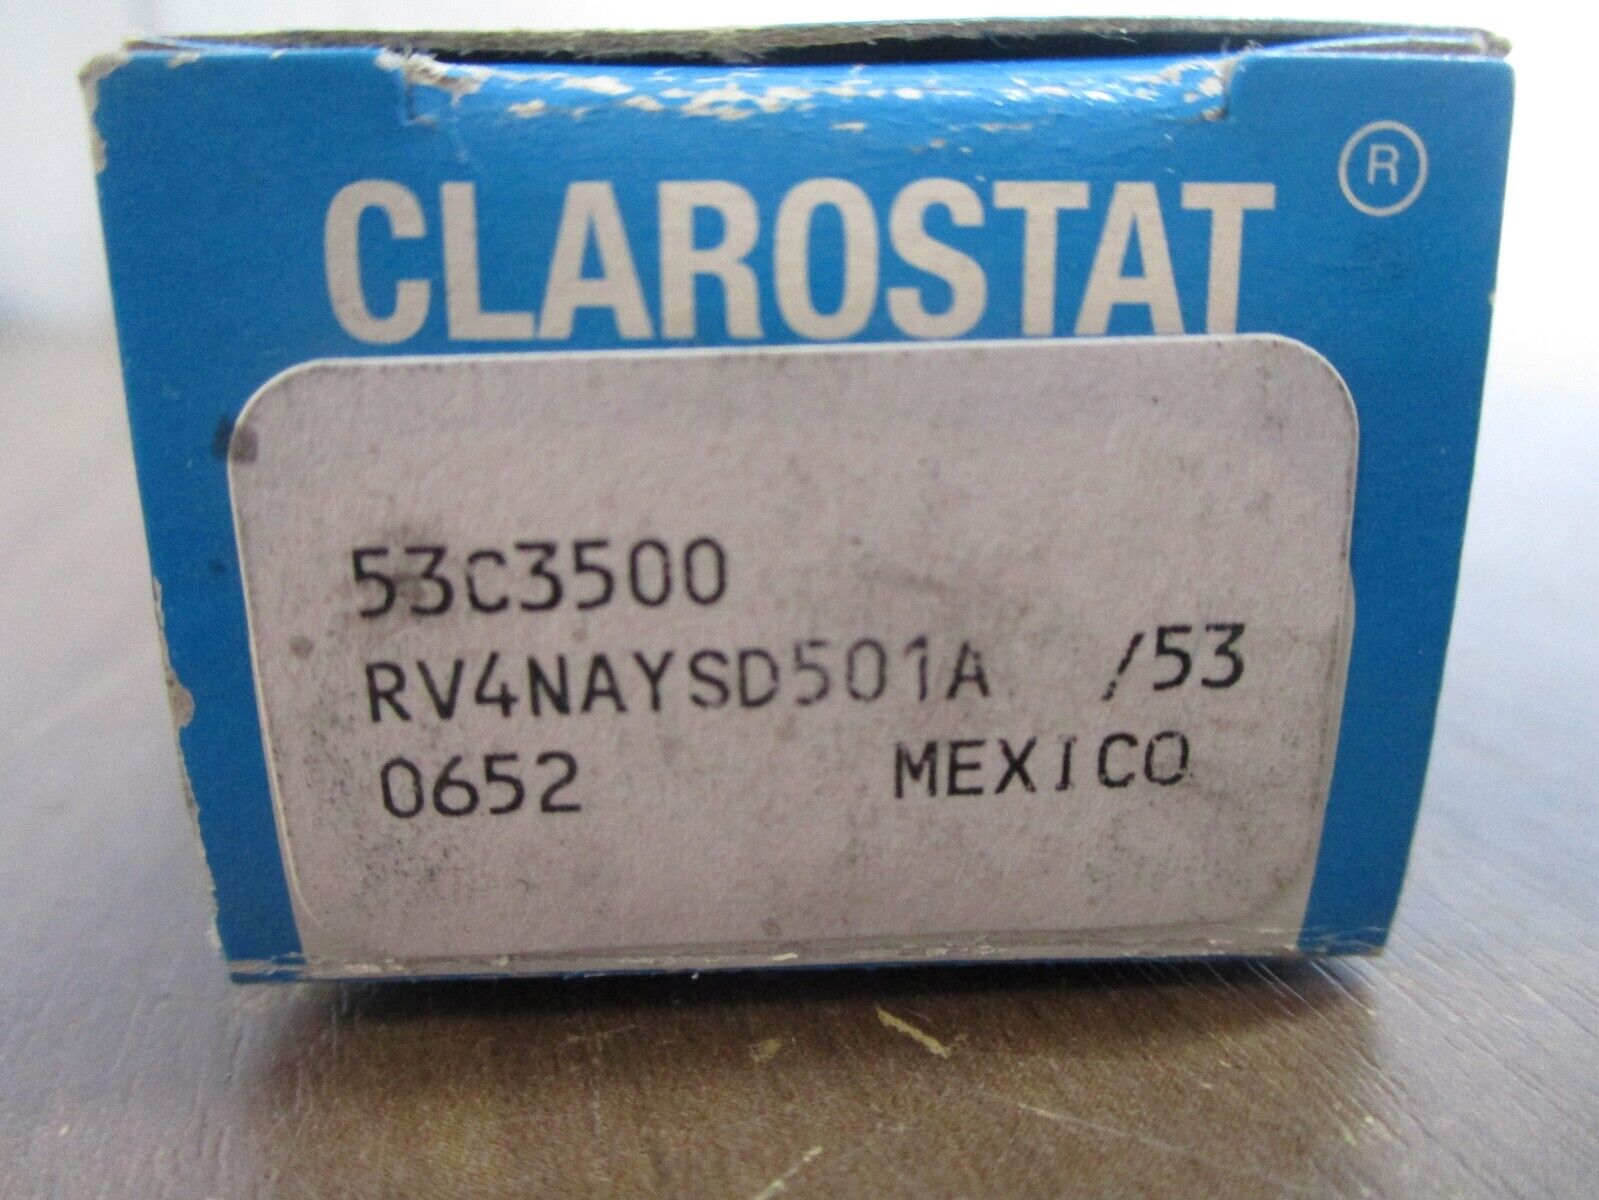 CLAROSTAT ®
53C3500
RV4NAYSD501A /53
0652 MEXICO